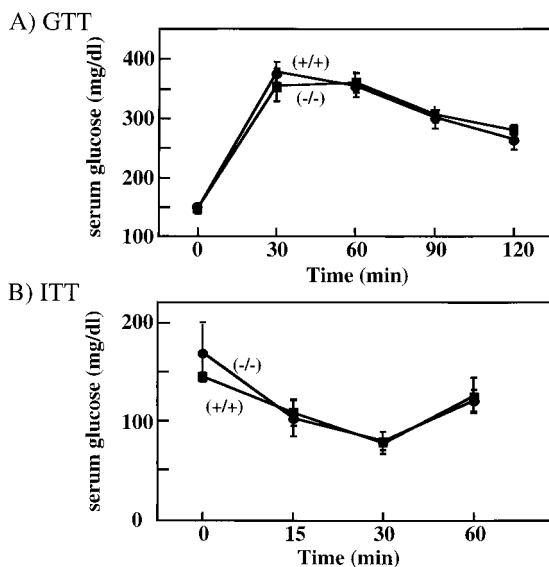 A) GTT
serum glucose (mg/dl)
400
300
200
100
(+/+)
(-/-)
0 30 60 90 120
Time (min)
B) ITT
serum glucose (mg/dl)
200
100
0
(-/-)
(+/+)
0 15 30 60
Time (min)